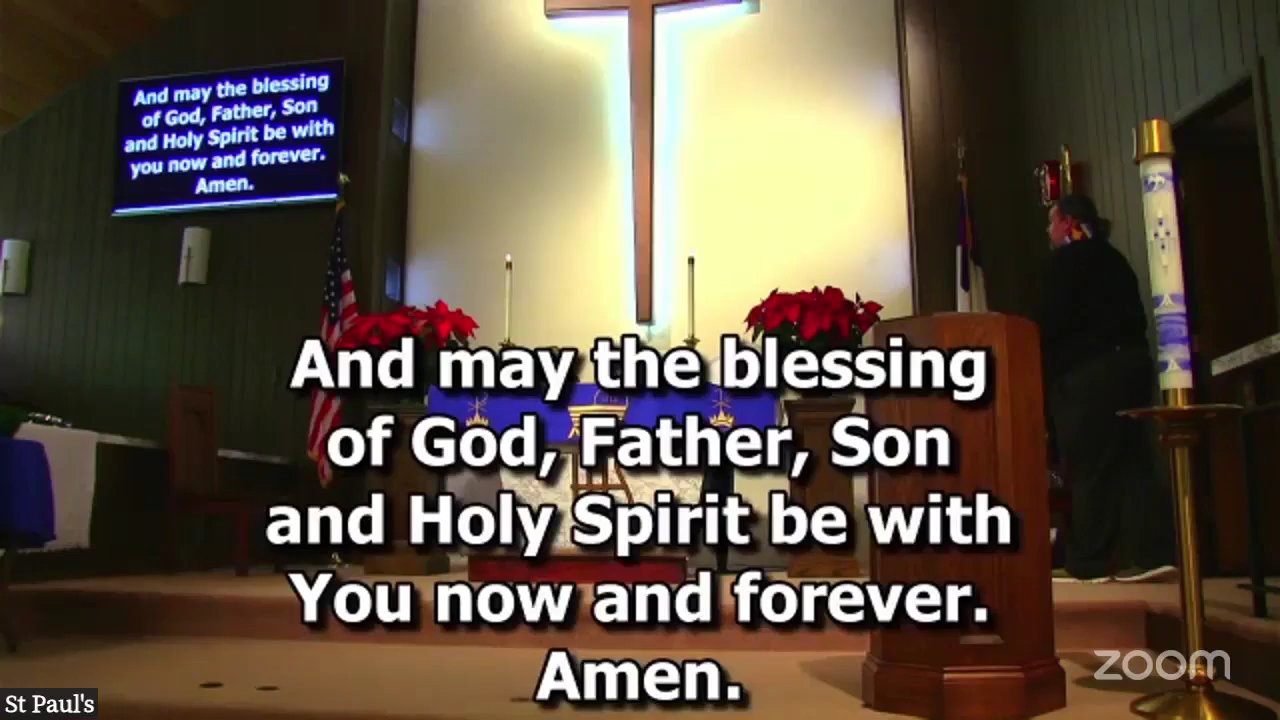 And may the blessing
of God, Father, Son
and Holy Spirit be with
you now and forever.
Amen.
And may the blessing
of God, Father, Son
and Holy Spirit be with
You now and forever.
Amen.
zoom
St Paul's